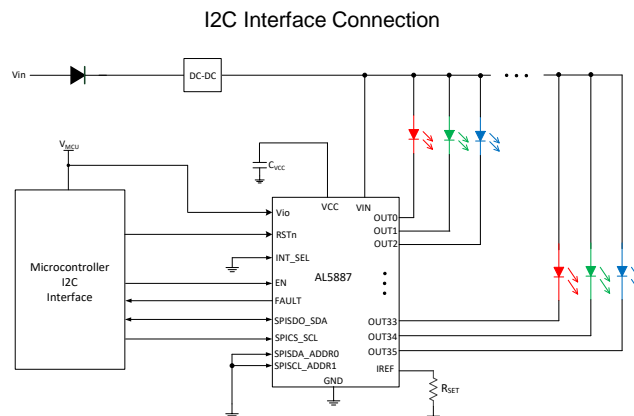 I2C Interface Connection
Vin
DC-DC
VMCU
CVCC
VCC
VIN
Vio
RSTn
INT_SEL
EN
FAULT
SPISDO_SDA
SPICS_SCL
SPISDA_ADDR0
SPISCL_ADDR1
GND
AL5887
OUT0
OUT1
OUT2
OUT33
OUT34
OUT35
IREF
RSET
Microcontroller
I2C
Interface